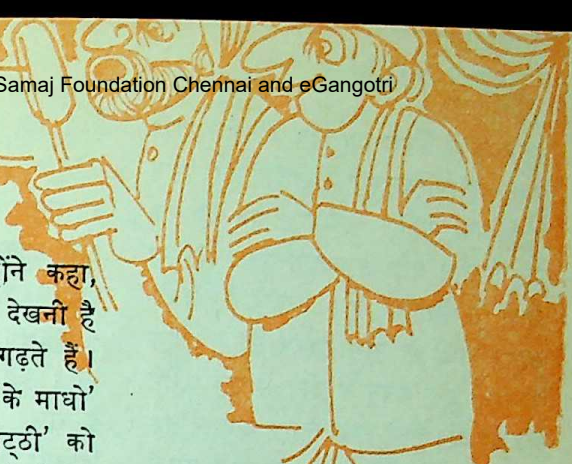 Samaj Foundation Chennai and eGangotri
ोंने कहा,
देखनी है
गढ़ते हैं।
के माधो'
ट्ठी' को